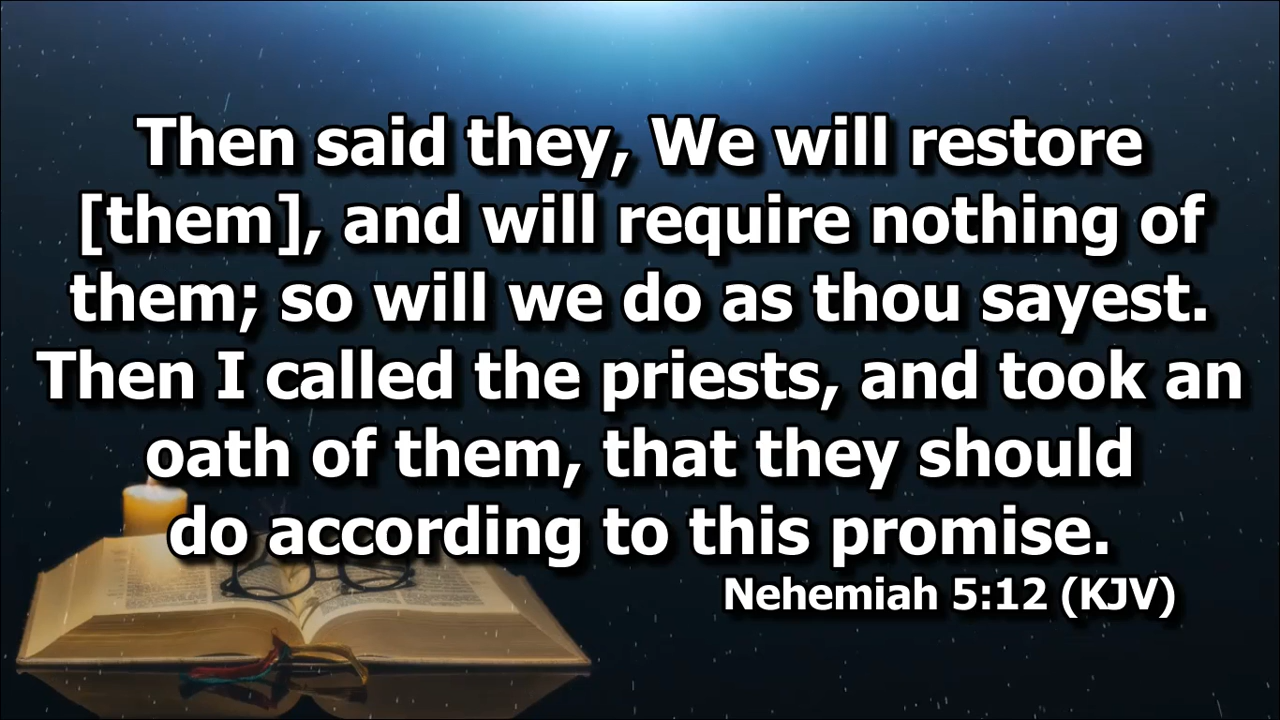 Then said they, We will restore
[them], and will require nothing of
them; so will we do as thou sayest.
Then I called the priests, and took an
oath of them, that they should
do according to this promise.
Nehemiah 5:12 (KJV)